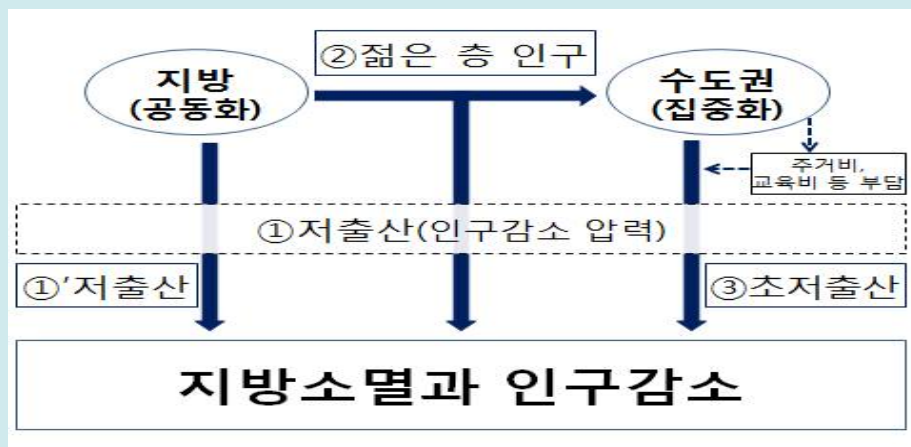 ②젊은 층 인구
지방
(공동화)
수도권
(집중화)
주거비,
교육비 등 부담
①저출산(인구감소 압력)
①’저출산
③초저출산
지방소멸과 인구감소